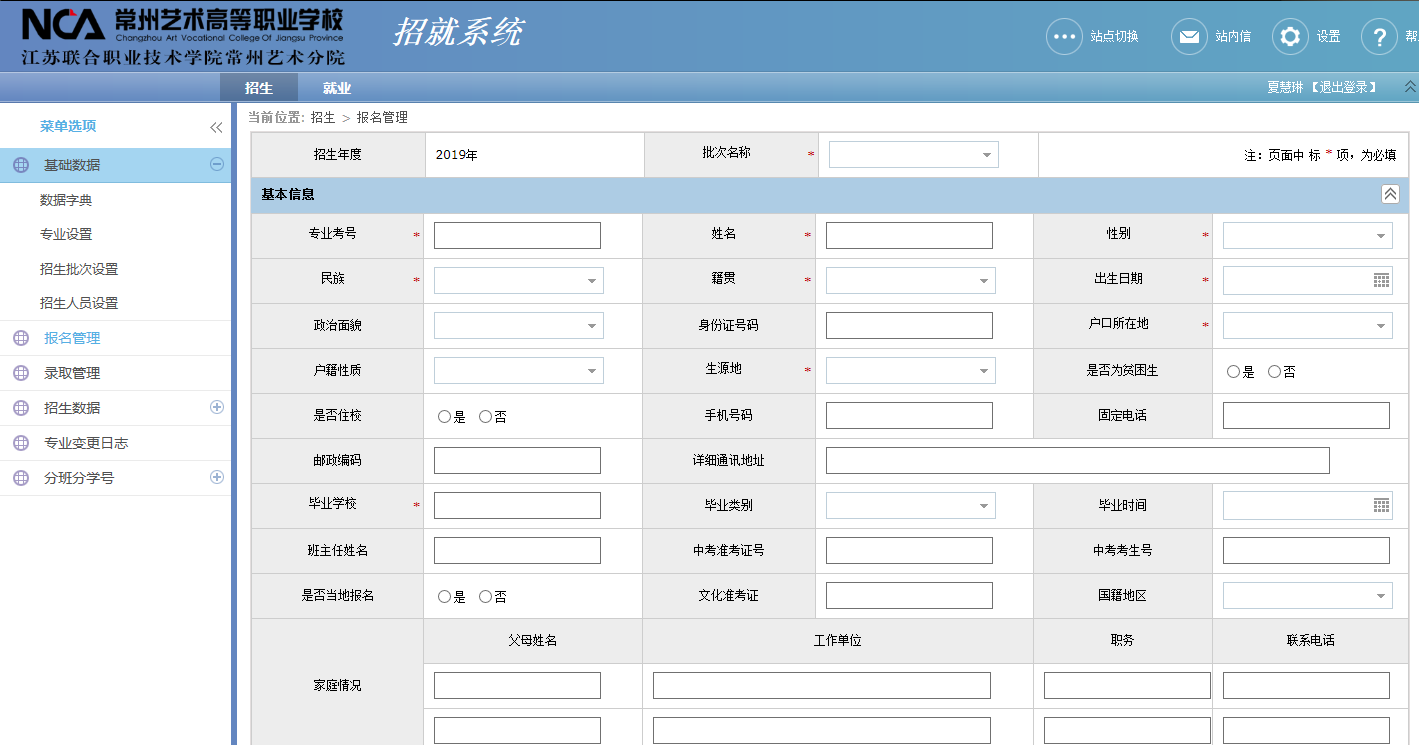 NCA 常州艺术高等职业学校
Changzhou Art Vocational College Of Jiangsu Province
江苏联合职业技术学院常州艺术分院
招就系统
站点切换 站内信 设置 帮
招生 就业
夏慧琳 【退出登录】
菜单选项
基础数据
数据字典
专业设置
招生批次设置
招生人员设置
报名管理
录取管理
招生数据
专业变更日志
分班分学号
当前位置: 招生 > 报名管理
招生年度 2019年 批次名称 * 注: 页面中 标 * 项, 为必填
基本信息
专业考号 * 姓名 * 性别 *
民族 * 籍贯 * 出生日期 *
政治面貌 身份证号码 户口所在地 *
户籍性质 生源地 * 是否为贫困生 是 否
是否住校 是 否 手机号码 固定电话
邮政编码 详细通讯地址
毕业学校 * 毕业类别 毕业时间
班主任姓名 中考准考证号 中考考生号
是否当地报名 是 否 文化准考证 国籍地区
父母姓名 工作单位 职务 联系电话
家庭情况